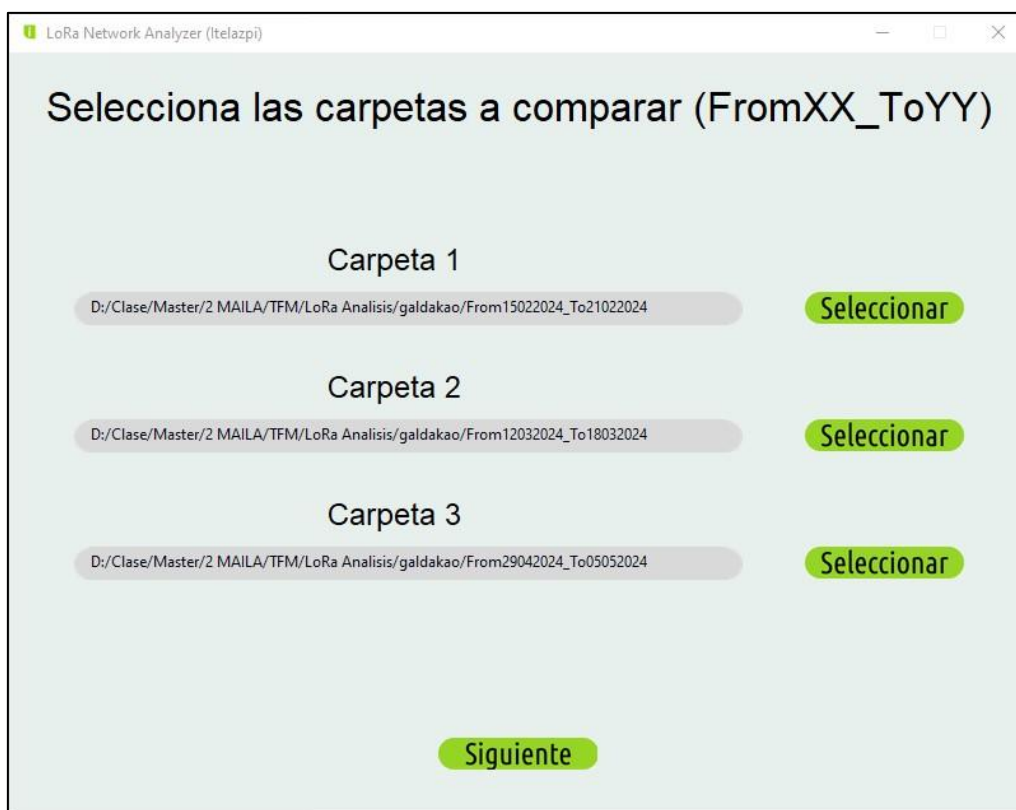 LoRa Network Analyzer (Itelazpi)
Selecciona las carpetas a comparar (FromXX_ToYY)
Carpeta 1
D:/Clase/Master/2 MAILA/TFM/LoRa Analisis/galdakao/From15022024_To21022024
Seleccionar
Carpeta 2
D:/Clase/Master/2 MAILA/TFM/LoRa Analisis/galdakao/From12032024_To18032024
Seleccionar
Carpeta 3
D:/Clase/Master/2 MAILA/TFM/LoRa Analisis/galdakao/From29042024_To05052024
Seleccionar
Siguiente